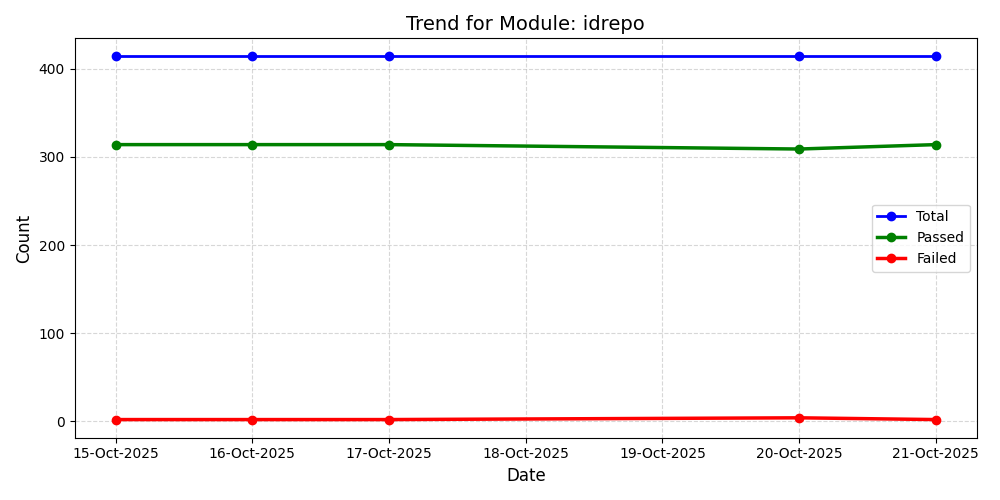 Trend for Module: idrepo
Count
400
300
200
100
0
Total
Passed
Failed
15-Oct-2025
16-Oct-2025
17-Oct-2025
18-Oct-2025
19-Oct-2025
20-Oct-2025
21-Oct-2025
Date